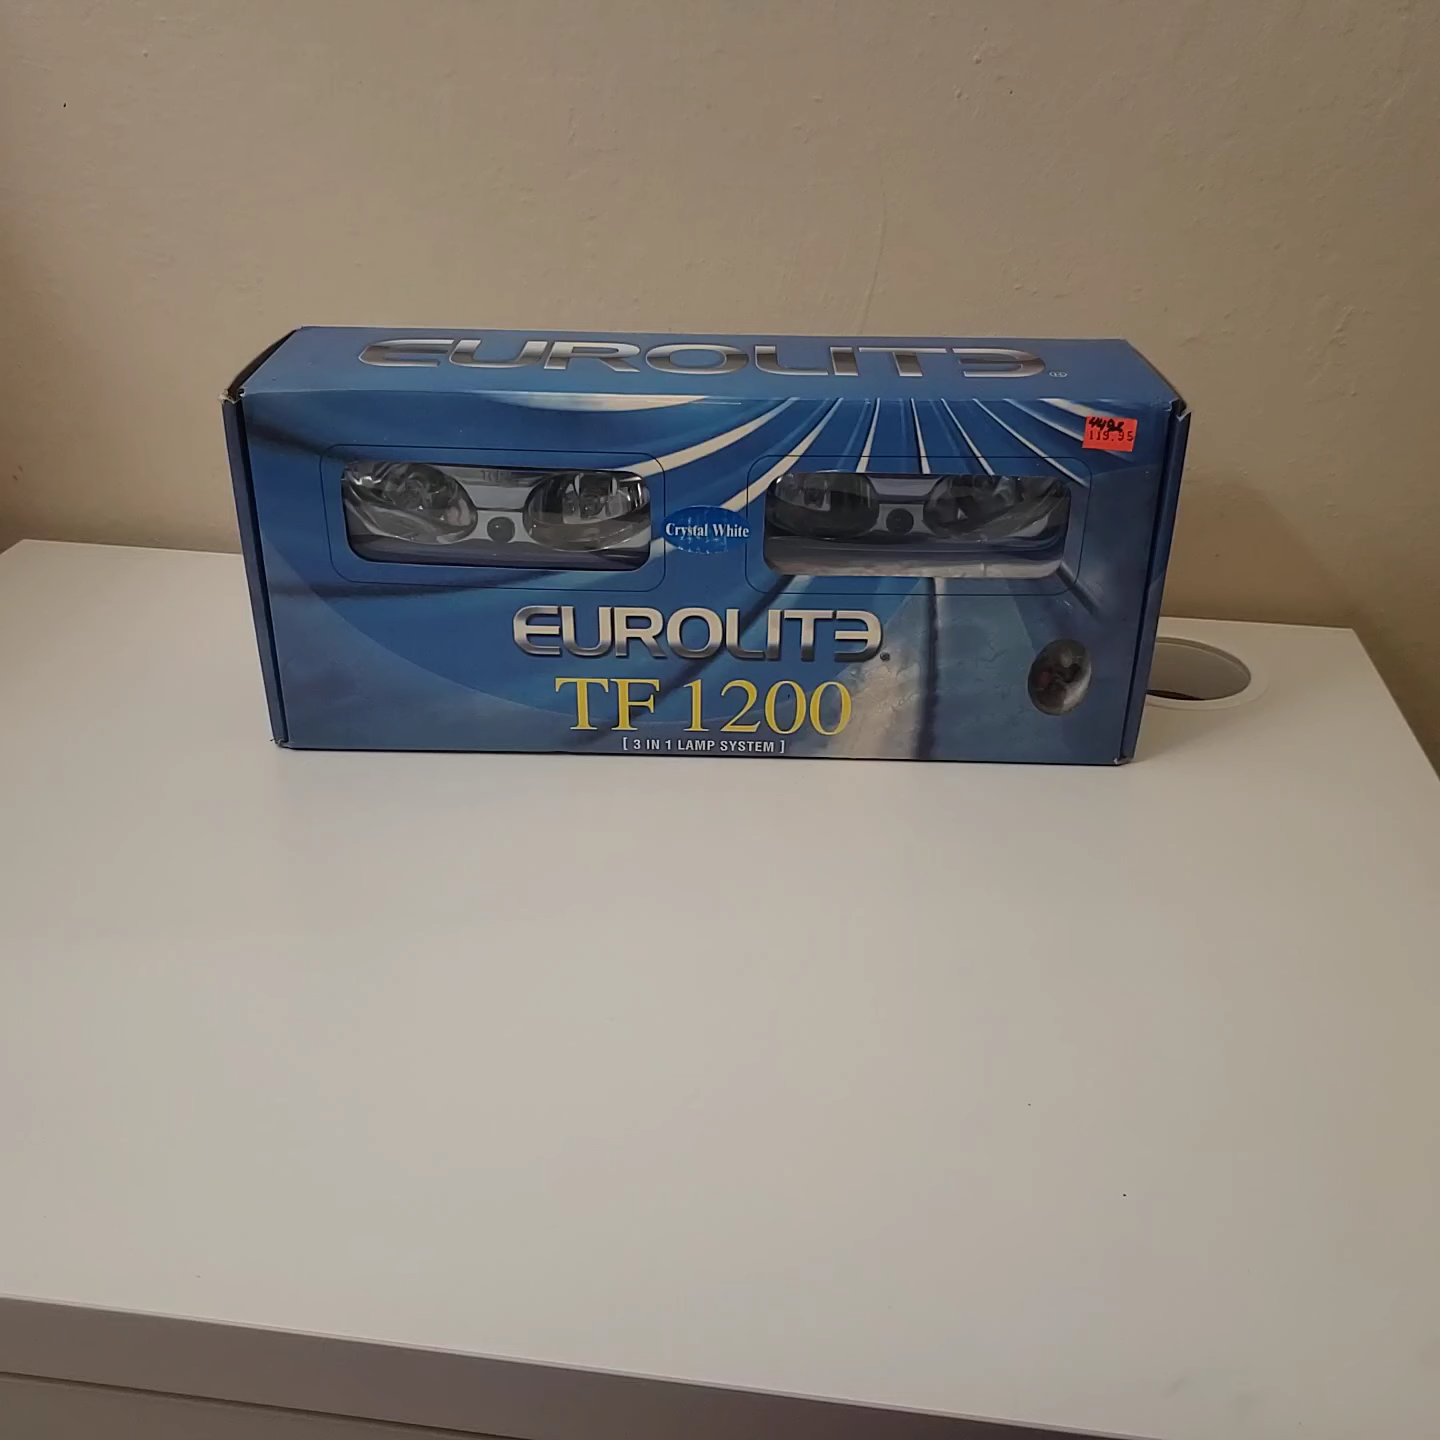 EUROLITE®
119.95
Crystal White
EUROLITE®
TF 1200
[ 3 IN 1 LAMP SYSTEM ]